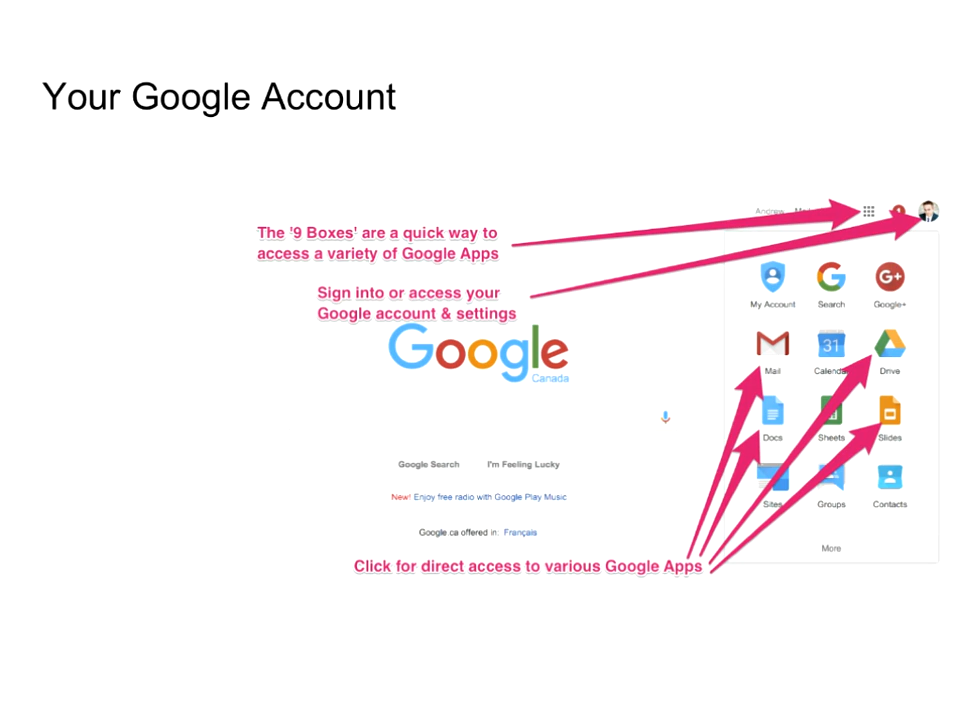 Your Google Account
Andrew
The '9 Boxes' are a quick way to
access a variety of Google Apps
Sign into or access your
Google account & settings
Google
Canada
My Account Search Google+
G+
Mail Calendar Drive
31
Docs Sheets Slides
Sites Groups Contacts
More
Google Search I'm Feeling Lucky
New! Enjoy free radio with Google Play Music
Google.ca offered in: Français
Click for direct access to various Google Apps